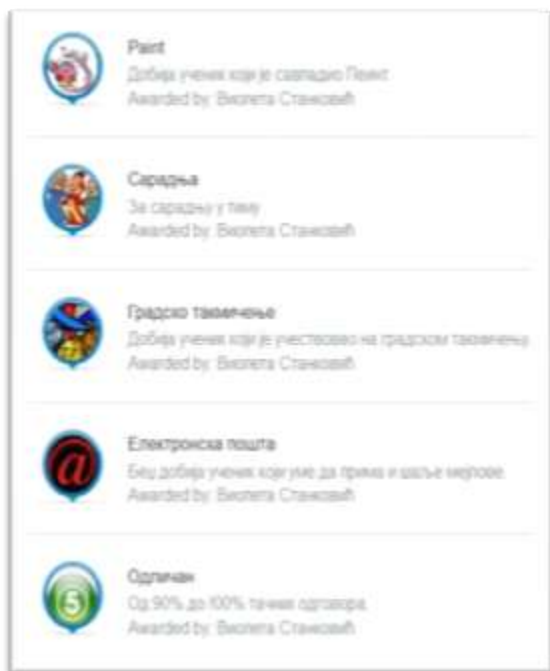 Paint
Добија ученик који је савладао Пеинт
Awarded by: Виолета Станковић
Сарадња
За сарадњу у тиму
Awarded by: Виолета Станковић
Градско такмичење
Добија ученик који је учествовао на градском такмичењу.
Awarded by: Виолета Станковић
@
Електронска пошта
Беџ добија ученик који уме да прима и шаље мејлове.
Awarded by: Виолета Станковић
5
Одличан
Од 90% до 100% тачних одговора.
Awarded by: Виолета Станковић